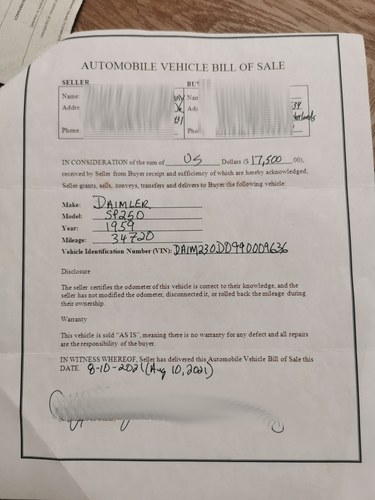 AUTOMOBILE VEHICLE BILL OF SALE
SELLER
Name:
Addre
Phone
Nan
Phon
IN CONSIDERATION of the sum of US Dollars ($ 17,500 .00),
received by Seller from Buyer receipt and sufficiency of which are hereby acknowledged,
Seller grants, sells, conveys, transfers and delivers to Buyer the following vehicle:
Make: DAIMLER
Model: SP250
Year: 1959
Mileage: 34720
Vehicle Identification Number (VIN): DAIM230DD990009636
Disclosure
The seller certifies the odometer of this vehicle is correct to their knowledge, and the
seller has not modified the odometer, disconnected it, or rolled back the mileage during
their ownership.
Warranty
This vehicle is sold "AS IS", meaning there is no warranty for any defect and all repairs
are the responsibility of the buyer.
IN WITNESS WHEREOF, Seller has delivered this Automobile Vehicle Bill of Sale this
DATE. 8-10-2021 (Aug 10, 2021)